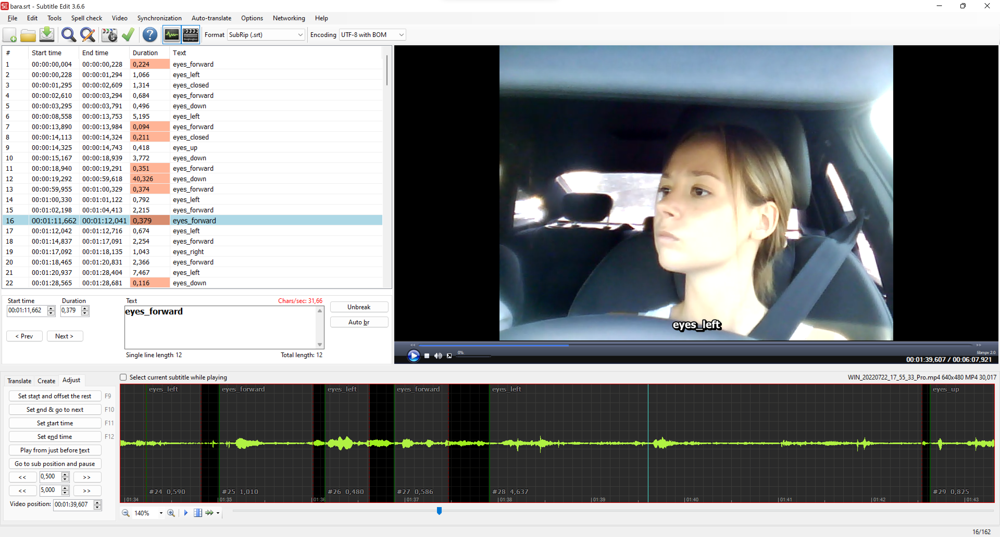 bara.srt - Subtitle Edit 3.6.6
File Edit Tools Spell check Video Synchronization Auto-translate Options Networking Help
Format SubRip (.srt) Encoding UTF-8 with BOM
# Start time End time Duration Text
1 00:00:00,004 00:00:00,228 0,224 eyes_forward
2 00:00:00,228 00:00:01,294 1,066 eyes_left
3 00:00:01,295 00:00:02,609 1,314 eyes_closed
4 00:00:02,610 00:00:03,294 0,684 eyes_forward
5 00:00:03,295 00:00:03,791 0,496 eyes_down
6 00:00:08,558 00:00:13,753 5,195 eyes_left
7 00:00:13,890 00:00:13,984 0,094 eyes_forward
8 00:00:14,113 00:00:14,324 0,211 eyes_closed
9 00:00:14,325 00:00:14,743 0,418 eyes_up
10 00:00:15,167 00:00:18,939 3,772 eyes_down
11 00:00:18,940 00:00:19,291 0,351 eyes_forward
12 00:00:19,292 00:00:59,618 40,326 eyes_down
13 00:00:59,955 00:01:00,329 0,374 eyes_forward
14 00:01:00,330 00:01:01,122 0,792 eyes_left
15 00:01:02,198 00:01:04,413 2,215 eyes_forward
16 00:01:11,662 00:01:12,041 0,379 eyes_forward
17 00:01:12,042 00:01:12,716 0,674 eyes_left
18 00:01:14,837 00:01:17,091 2,254 eyes_forward
19 00:01:17,092 00:01:18,135 1,043 eyes_right
20 00:01:18,465 00:01:20,831 2,366 eyes_forward
21 00:01:20,937 00:01:28,404 7,467 eyes_left
22 00:01:28,565 00:01:28,681 0,116 eyes_down
Start time Duration Text Chars/sec: 31,66
00:01:11,662 0,379 eyes_forward
Unbreak
Auto br
< Prev Next >
Single line length: 12 Total length: 12
eyes_left
0%
libmpv 2.0
00:01:39,607 / 00:06:07,921
Translate Create Adjust
Set start and offset the rest F9
Set end & go to next F10
Set start time F11
Set end time F12
Play from just before text
Go to sub position and pause
<< 0,500 >>
<< 5,000 >>
Video position: 00:01:39,607
Select current subtitle while playing
WIN_20220722_17_55_33_Pro.mp4 640x480 MP4 30,017
eyes_left eyes_forward eyes_left eyes_forward eyes_left eyes_up
#24 0,590 #25 1,010 #26 0,480 #27 0,586 #28 4,637 #29 0,825
01:34 01:35 01:36 01:37 01:38 01:39 01:40 01:41 01:42 01:43
140%
16/162